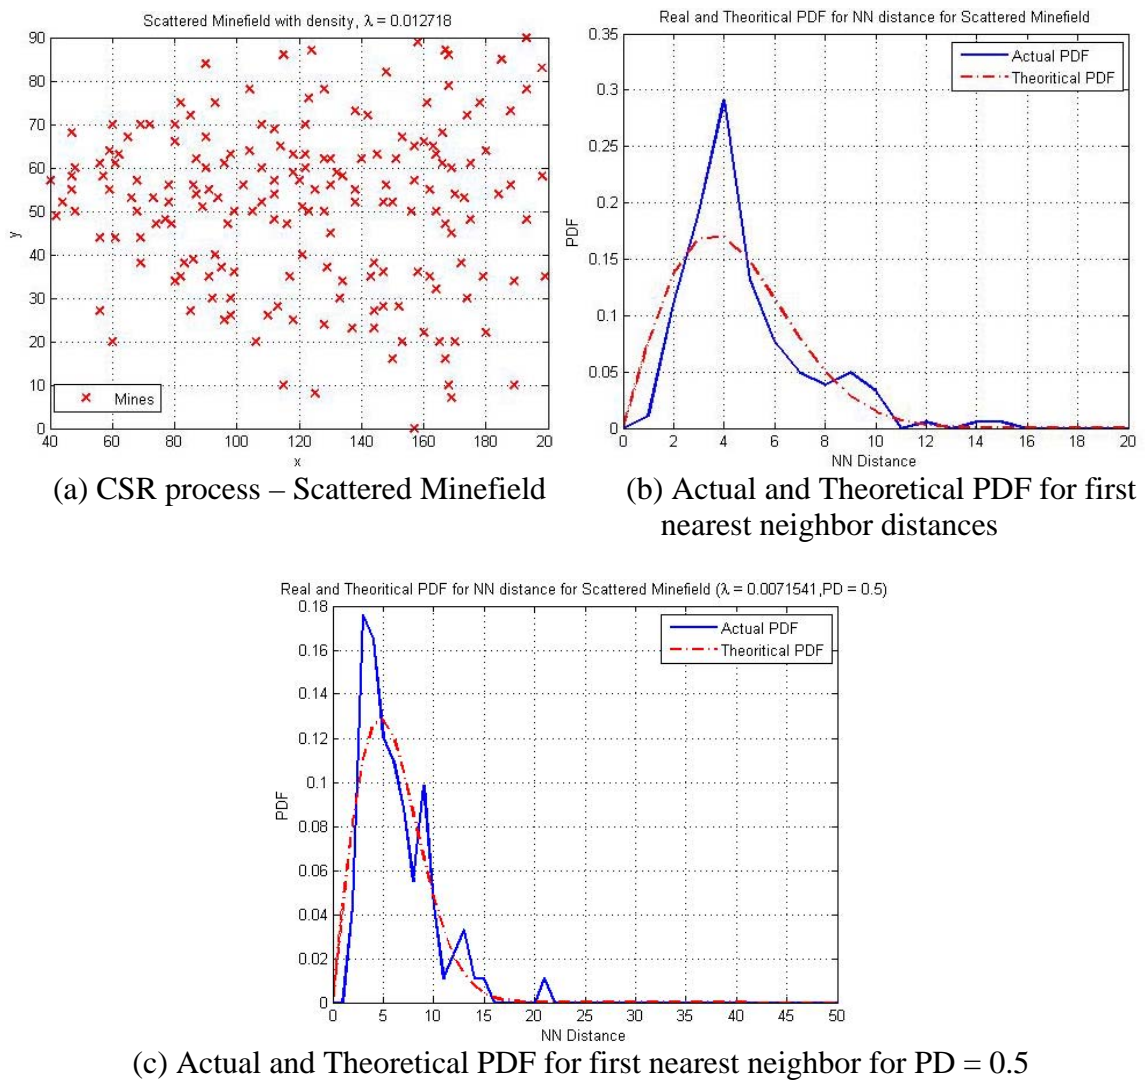 Scattered Minefield with density, λ = 0.012718
90
80
70
60
50
40
30
20
10
0
y
40 60 80 100 120 140 160 180 20
x
Mines
(a) CSR process – Scattered Minefield
Real and Theoritical PDF for NN distance for Scattered Minefield
0.35
0.3
0.25
0.2
0.15
0.1
0.05
0
PDF
0 2 4 6 8 10 12 14 16 18 20
NN Distance
Actual PDF
Theoritical PDF
(b) Actual and Theoretical PDF for first
nearest neighbor distances
Real and Theoritical PDF for NN distance for Scattered Minefield (λ = 0.0071541,PD = 0.5)
0.18
0.16
0.14
0.12
0.1
0.08
0.06
0.04
0.02
0
PDF
0 5 10 15 20 25 30 35 40 45 50
NN Distance
Actual PDF
Theoritical PDF
(c) Actual and Theoretical PDF for first nearest neighbor for PD = 0.5